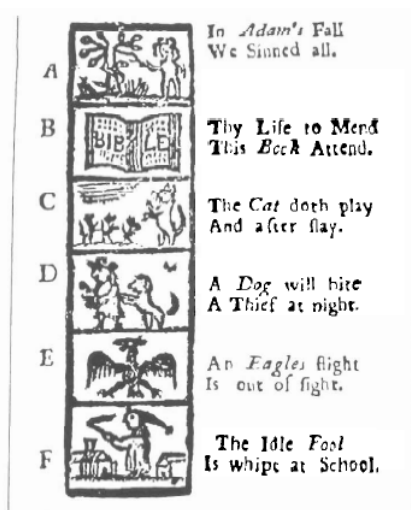 A
In Adam's Fall
We Sinned all.
B
BIBLE
Thy Life to Mend
This Book Attend.
C
The Cat doth play
And after ſlay.
D
A Dog will bite
A Thief at night.
E
An Eagles flight
Is out of ſight.
F
The Idle Fool
Is whipt at School.